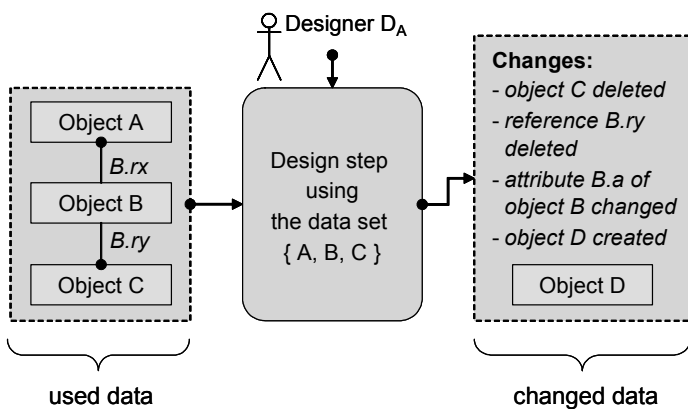 Designer D_A
Object A
B.rx
Object B
B.ry
Object C
used data
Design step
using
the data set
{ A, B, C }
Changes:
- object C deleted
- reference B.ry
deleted
- attribute B.a of
object B changed
- object D created
Object D
changed data